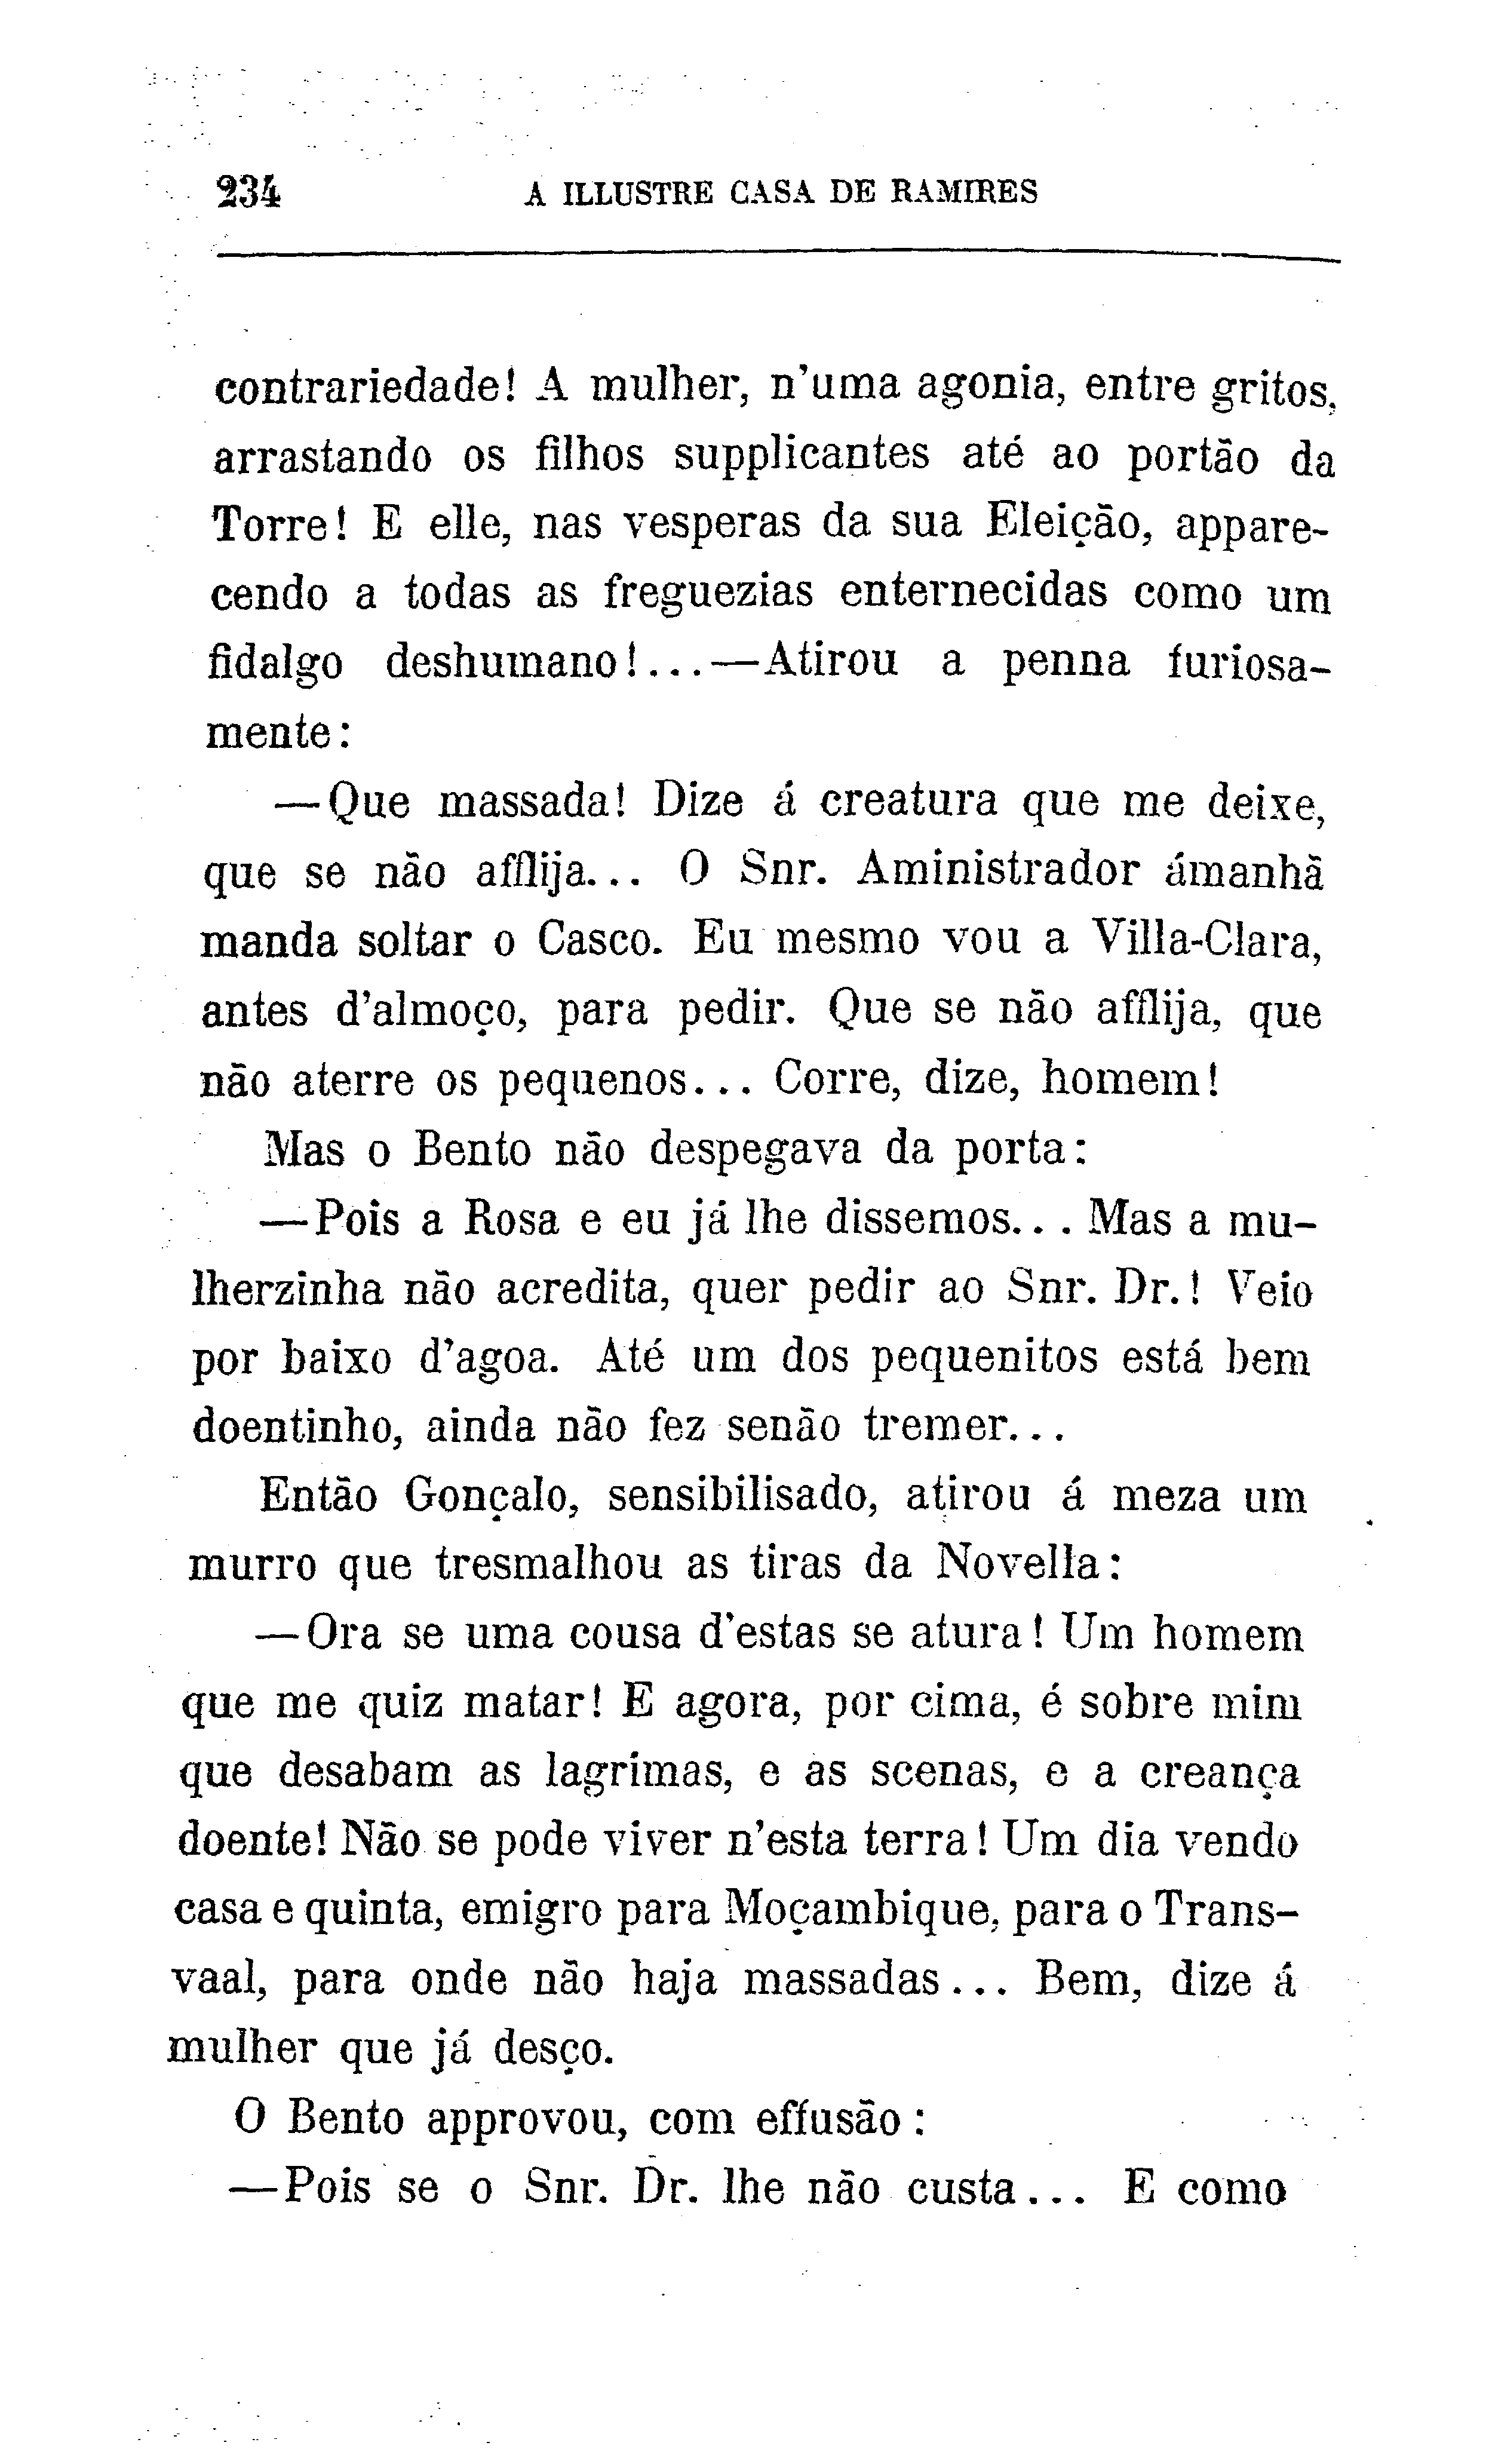 234 A ILLUSTRE CASA DE RAMIRES
contrariedade! A mulher, n'uma agonia, entre gritos,
arrastando os filhos supplicantes até ao portão da
Torre! E elle, nas vesperas da sua Eleição, appare-
cendo a todas as freguezias enternecidas como um
fidalgo deshumano!...—Atirou a penna furiosa-
mente:
—Que massada! Dize á creatura que me deixe,
que se não afflija... O Snr. Aministrador ámanhã
manda soltar o Casco. Eu mesmo vou a Villa-Clara,
antes d'almoço, para pedir. Que se não afflija, que
não aterre os pequenos... Corre, dize, homem!
Mas o Bento não despegava da porta:
—Pois a Rosa e eu já lhe dissemos... Mas a mu-
lherzinha não acredita, quer pedir ao Snr. Dr.! Veio
por baixo d'agoa. Até um dos pequenitos está bem
doentinho, ainda não fez senão tremer...
Então Gonçalo, sensibilisado, atirou á meza um
murro que tresmalhou as tiras da Novella:
—Ora se uma cousa d'estas se atura! Um homem
que me quiz matar! E agora, por cima, é sobre mim
que desabam as lagrimas, e as scenas, e a creança
doente! Não se pode viver n'esta terra! Um dia vendo
casa e quinta, emigro para Moçambique, para o Trans-
vaal, para onde não haja massadas... Bem, dize á
mulher que já desço.
O Bento approvou, com effusão:
—Pois se o Snr. Dr. lhe não custa... E como